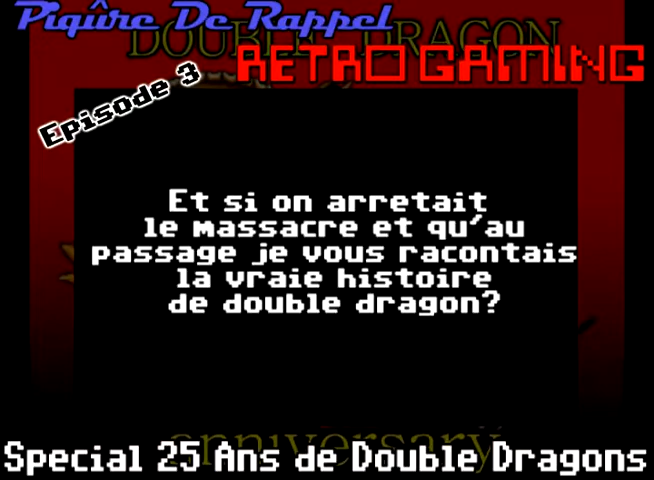 Piqûre De Rappel
DOUBLE DRAGON
RETRO GAMING
Episode 3
Et si on arretait
le massacre et qu'au
passage je vous racontais
la vraie histoire
de double dragon?
anniversary
Special 25 Ans de Double Dragons